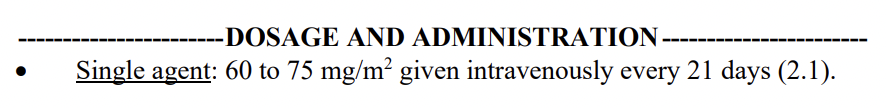 -----------------------DOSAGE AND ADMINISTRATION-----------------------
• Single agent: 60 to 75 mg/m² given intravenously every 21 days (2.1).